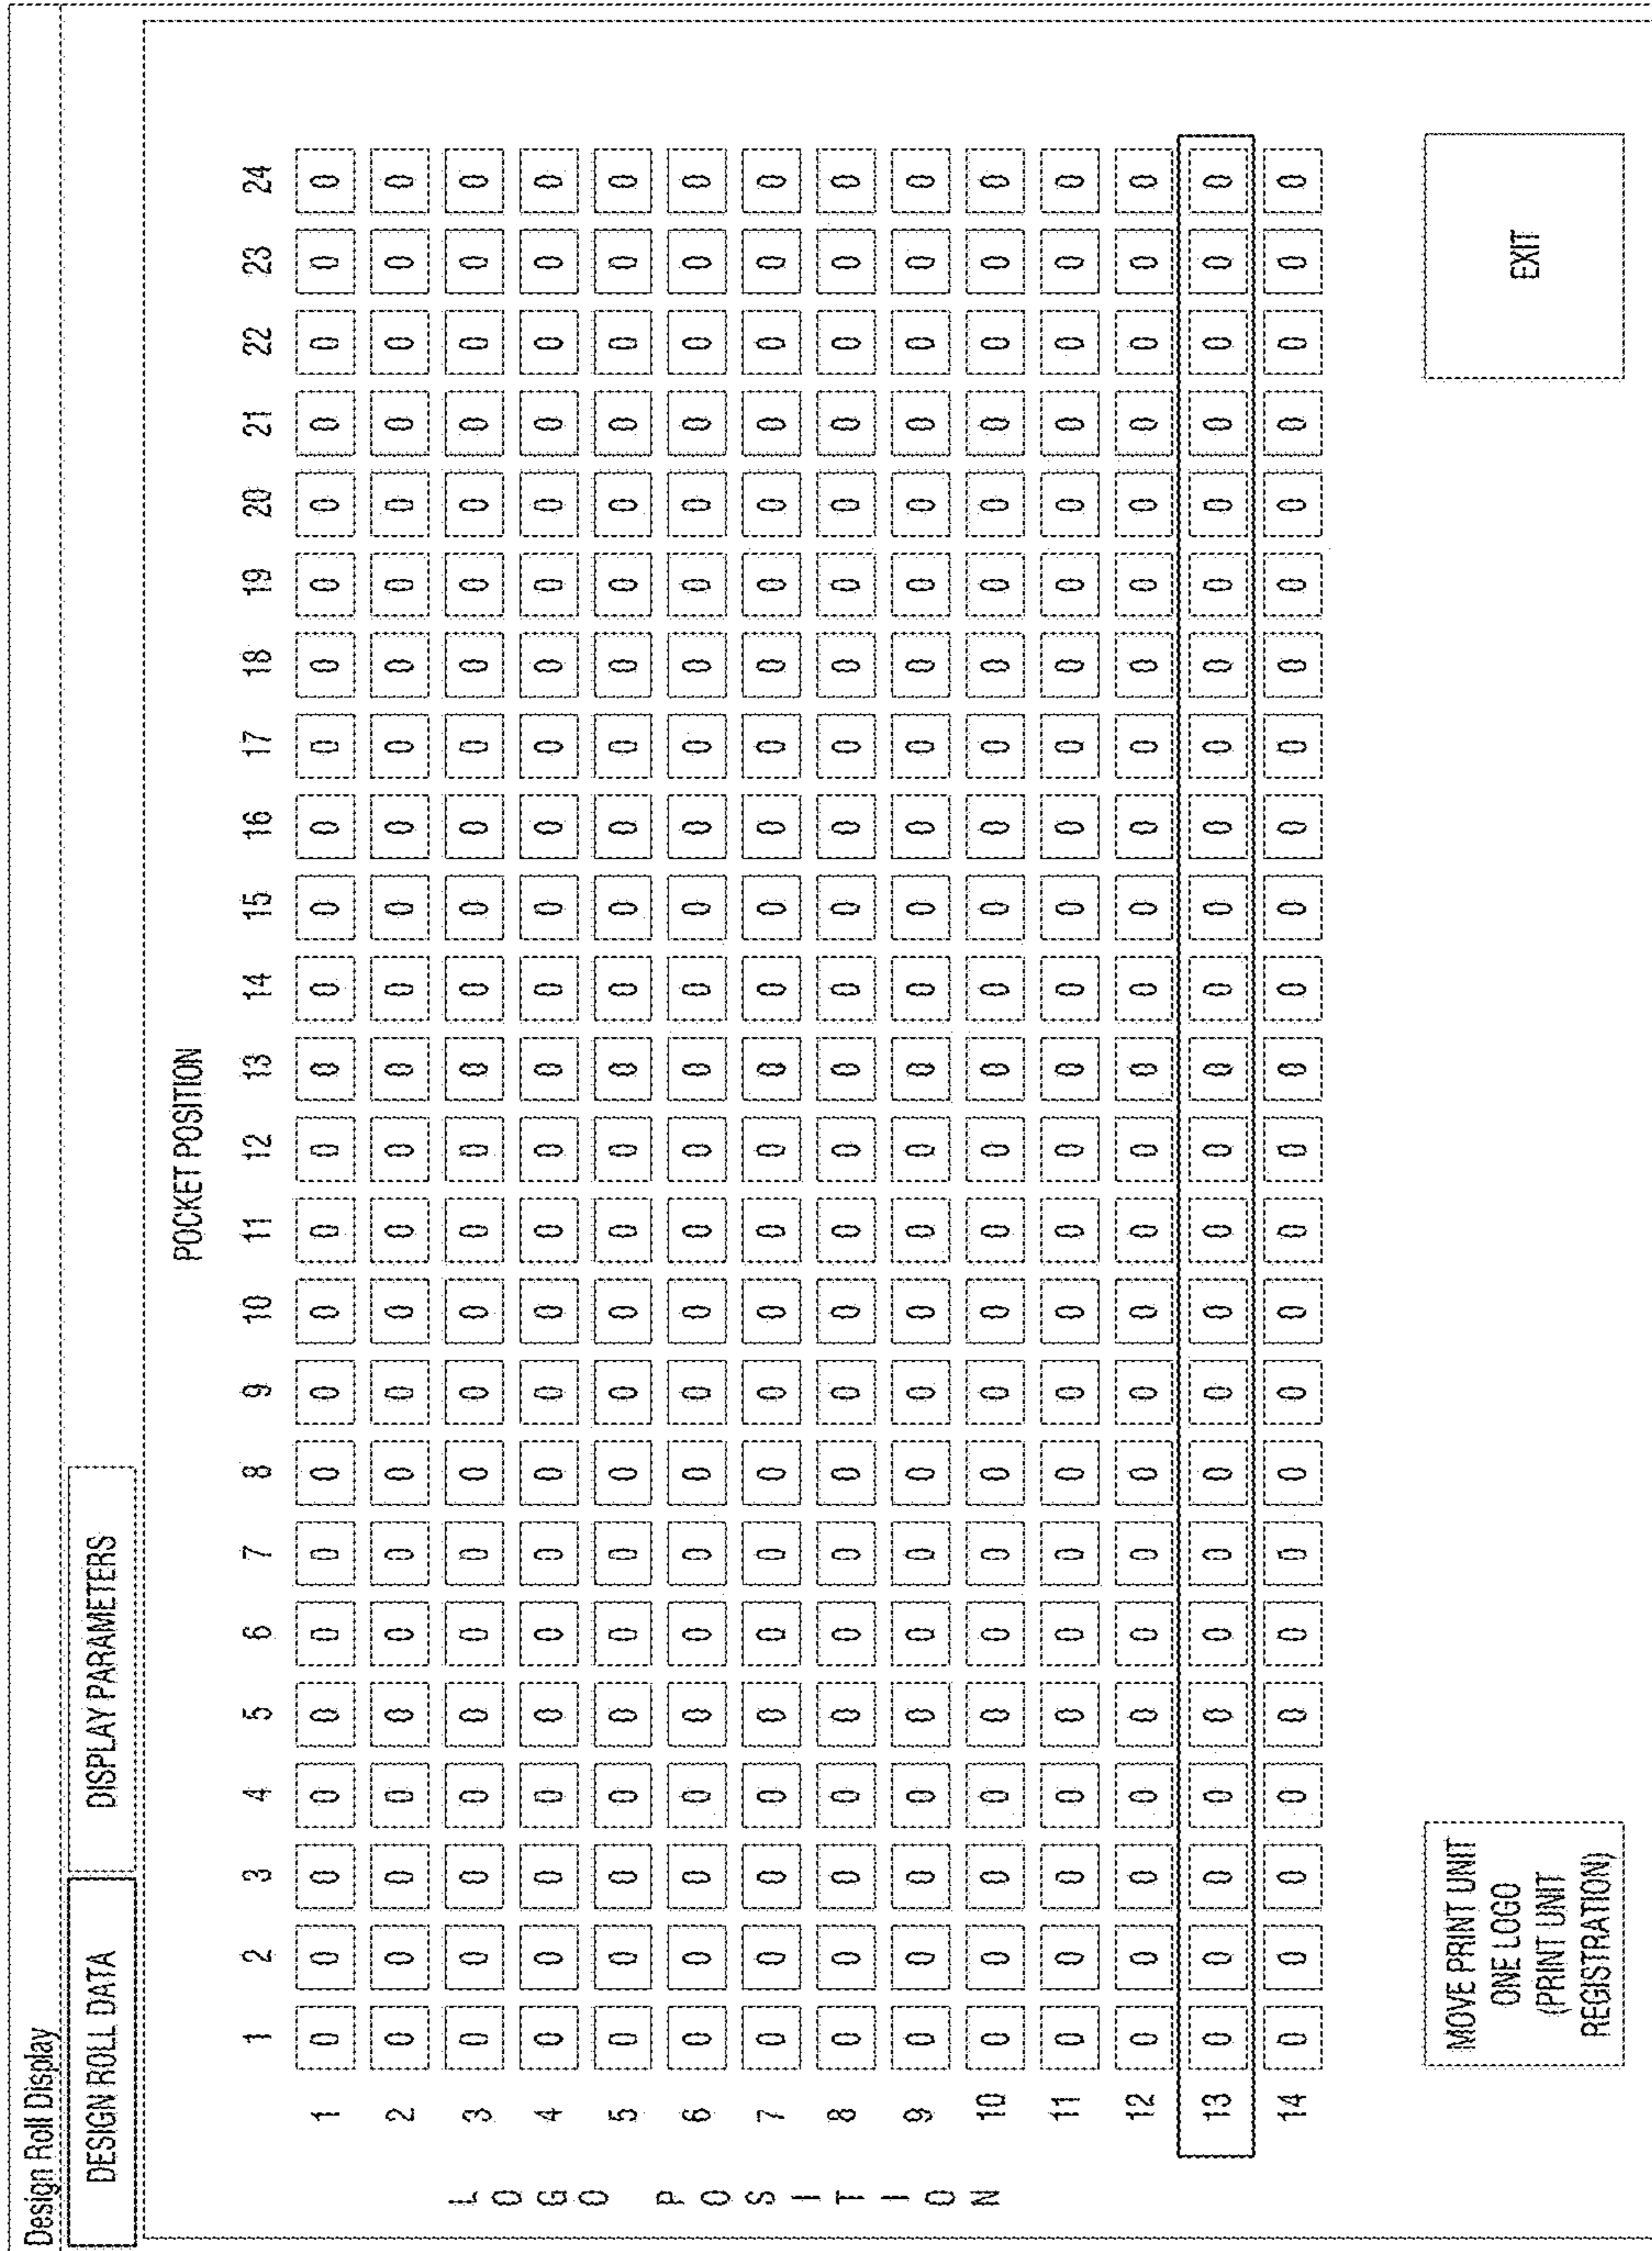 Design Roll Display
DESIGN ROLL DATA DISPLAY PARAMETERS
POCKET POSITION
1 2 3 4 5 6 7 8 9 10 11 12 13 14 15 16 17 18 19 20 21 22 23 24
LOGO POSITION
1 0 0 0 0 0 0 0 0 0 0 0 0 0 0 0 0 0 0 0 0 0 0 0 0
2 0 0 0 0 0 0 0 0 0 0 0 0 0 0 0 0 0 0 0 0 0 0 0 0
3 0 0 0 0 0 0 0 0 0 0 0 0 0 0 0 0 0 0 0 0 0 0 0 0
4 0 0 0 0 0 0 0 0 0 0 0 0 0 0 0 0 0 0 0 0 0 0 0 0
5 0 0 0 0 0 0 0 0 0 0 0 0 0 0 0 0 0 0 0 0 0 0 0 0
6 0 0 0 0 0 0 0 0 0 0 0 0 0 0 0 0 0 0 0 0 0 0 0 0
7 0 0 0 0 0 0 0 0 0 0 0 0 0 0 0 0 0 0 0 0 0 0 0 0
8 0 0 0 0 0 0 0 0 0 0 0 0 0 0 0 0 0 0 0 0 0 0 0 0
9 0 0 0 0 0 0 0 0 0 0 0 0 0 0 0 0 0 0 0 0 0 0 0 0
10 0 0 0 0 0 0 0 0 0 0 0 0 0 0 0 0 0 0 0 0 0 0 0 0
11 0 0 0 0 0 0 0 0 0 0 0 0 0 0 0 0 0 0 0 0 0 0 0 0
12 0 0 0 0 0 0 0 0 0 0 0 0 0 0 0 0 0 0 0 0 0 0 0 0
13 0 0 0 0 0 0 0 0 0 0 0 0 0 0 0 0 0 0 0 0 0 0 0 0
14 0 0 0 0 0 0 0 0 0 0 0 0 0 0 0 0 0 0 0 0 0 0 0 0
MOVE PRINT UNIT
ONE LOGO
(PRINT UNIT
REGISTRATION)
EXIT